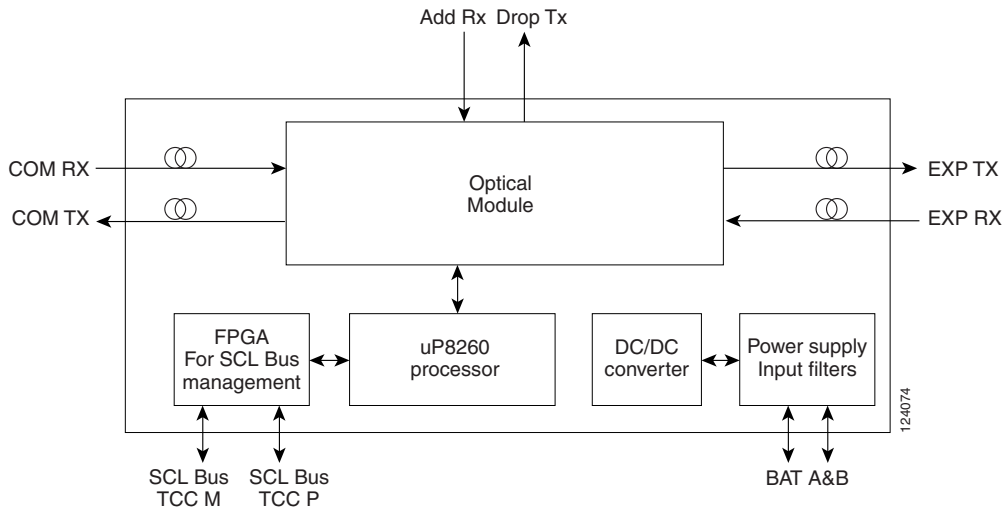 Add Rx Drop Tx
COM RX
EXP TX
Optical
Module
COM TX
EXP RX
FPGA
For SCL Bus
management
uP8260
processor
DC/DC
converter
Power supply
Input filters
124074
SCL Bus
TCC M
SCL Bus
TCC P
BAT A&B